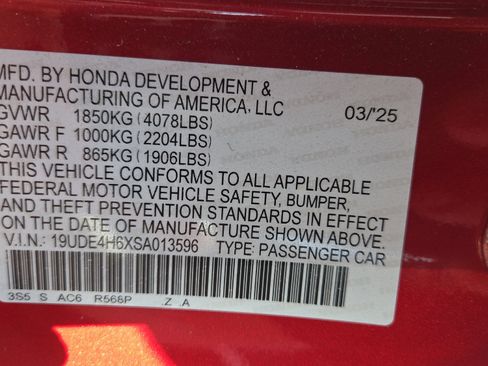 MFD. BY HONDA DEVELOPMENT &
MANUFACTURING OF AMERICA, LLC 03/'25
GVWR 1850KG (4078LBS)
GAWR F 1000KG (2204LBS)
GAWR R 865KG (1906LBS)
THIS VEHICLE CONFORMS TO ALL APPLICABLE
FEDERAL MOTOR VEHICLE SAFETY, BUMPER,
AND THEFT PREVENTION STANDARDS IN EFFECT
ON THE DATE OF MANUFACTURE SHOWN ABOVE.
V.I.N.: 19UDE4H6XSA013596 TYPE: PASSENGER CAR
3S5 S AC6 R568P .Z .A